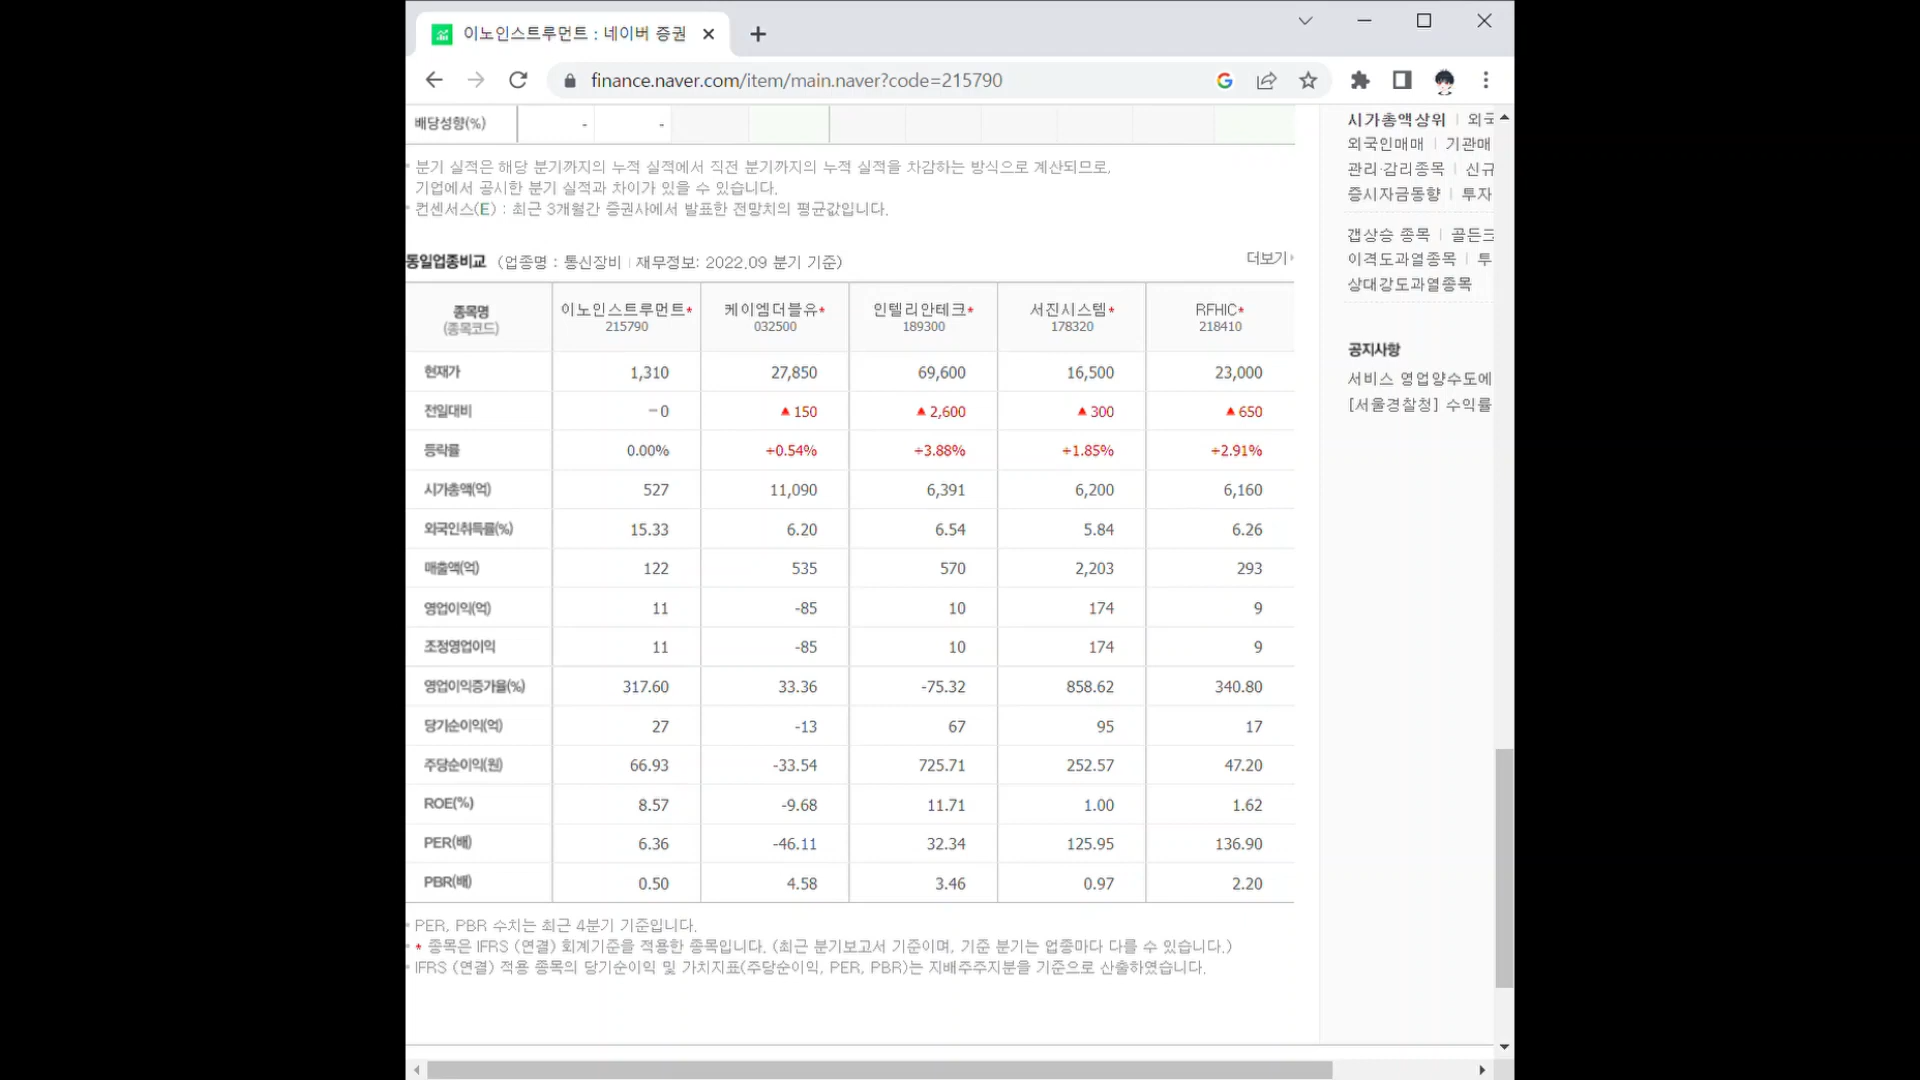 이노인스트루먼트 : 네이버 증권
finance.naver.com/item/main.naver?code=215790
배당성향(%) - -
분기 실적은 해당 분기까지의 누적 실적에서 직전 분기까지의 누적 실적을 차감하는 방식으로 계산되므로,
기업에서 공시한 분기 실적과 차이가 있을 수 있습니다.
컨센서스(E) : 최근 3개월간 증권사에서 발표한 전망치의 평균값입니다.
동일업종비교 (업종명 : 통신장비 | 재무정보: 2022.09 분기 기준) 더보기
종목명 이노인스트루먼트* 케이엠더블유* 인텔리안테크* 서진시스템* RFHIC*
(종목코드) 215790 032500 189300 178320 218410
현재가 1,310 27,850 69,600 16,500 23,000
전일대비 0 ▲150 ▲2,600 ▲300 ▲650
등락률 0.00% +0.54% +3.88% +1.85% +2.91%
시가총액(억) 527 11,090 6,391 6,200 6,160
외국인취득률(%) 15.33 6.20 6.54 5.84 6.26
매출액(억) 122 535 570 2,203 293
영업이익(억) 11 -85 10 174 9
조정영업이익 11 -85 10 174 9
영업이익증가율(%) 317.60 33.36 -75.32 858.62 340.80
당기순이익(억) 27 -13 67 95 17
주당순이익(원) 66.93 -33.54 725.71 252.57 47.20
ROE(%) 8.57 -9.68 11.71 1.00 1.62
PER(배) 6.36 -46.11 32.34 125.95 136.90
PBR(배) 0.50 4.58 3.46 0.97 2.20
PER, PBR 수치는 최근 4분기 기준입니다.
* 종목은 IFRS (연결) 회계기준을 적용한 종목입니다. (최근 분기보고서 기준이며, 기준 분기는 업종마다 다를 수 있습니다.)
IFRS (연결) 적용 종목의 당기순이익 및 가치지표(주당순이익, PER, PBR)는 지배주주지분을 기준으로 산출하였습니다.
시가총액상위 | 외국
외국인매매 | 기관매
관리·감리종목 | 신규
증시자금동향 | 투자
갭상승 종목 | 골든크
이격도과열종목 | 투
상대강도과열종목
공지사항
서비스 영업양수도에
[서울경찰청] 수익률